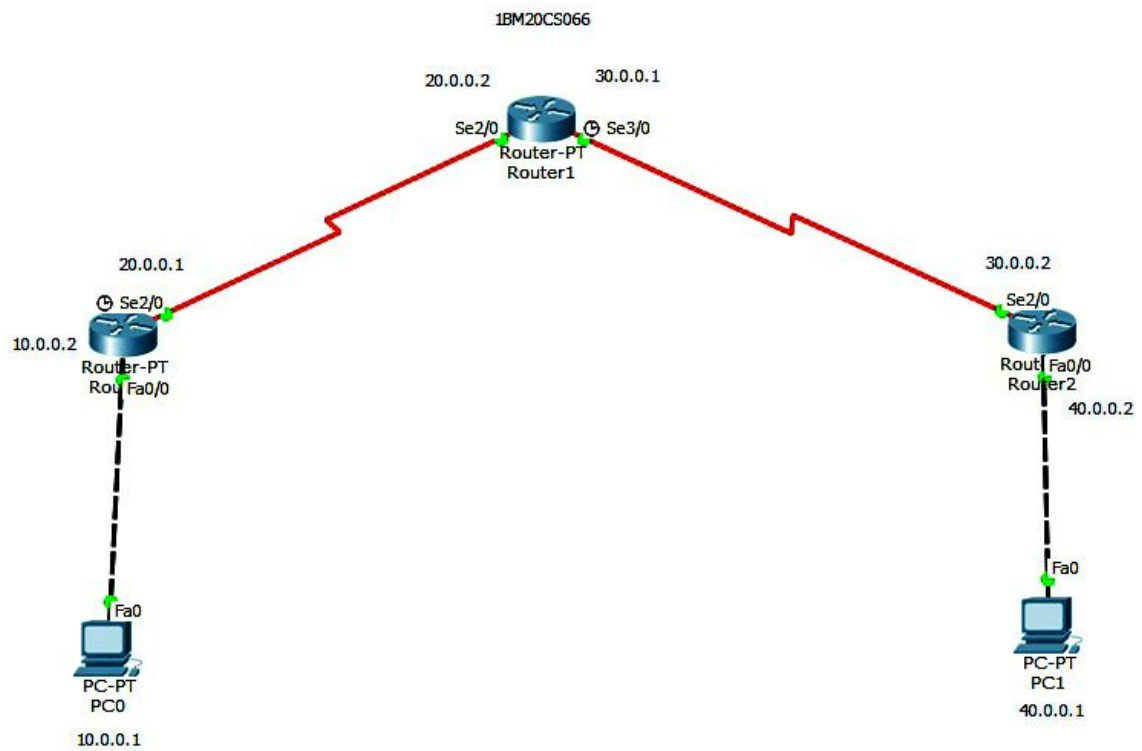 1BM20CS066
20.0.0.2
30.0.0.1
Se2/0
Se3/0
Router-PT
Router1
20.0.0.1
Se2/0
10.0.0.2
Router-PT
Rou
Fa0/0
30.0.0.2
Se2/0
Rout
Fa0/0
Router2
40.0.0.2
Fa0
PC-PT
PC0
10.0.0.1
Fa0
PC-PT
PC1
40.0.0.1